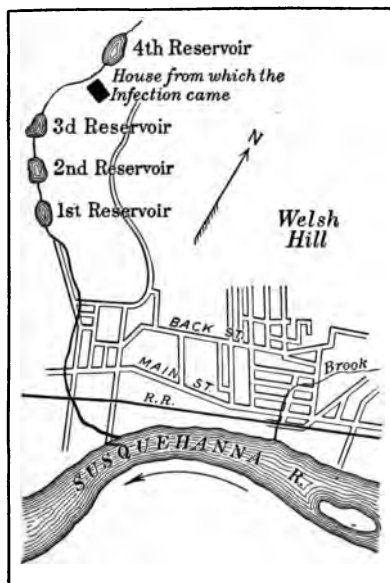 4th Reservoir
House from which the
Infection came
3d Reservoir
2nd Reservoir
1st Reservoir
N
Welsh
Hill
BACK ST.
MAIN ST.
R.R.
Brook
SUSQUEHANNA R.